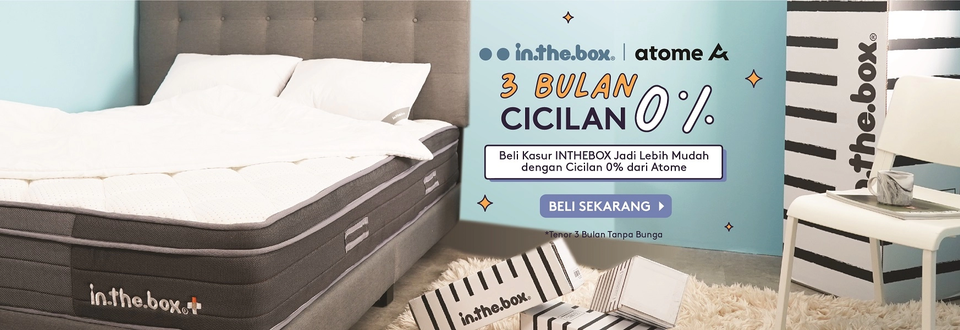 in.the.box® | atome A
3 BULAN
CICILAN 0%
Beli Kasur INTHEBOX Jadi Lebih Mudah
dengan Cicilan 0% dari Atome
BELI SEKARANG
*Tenor 3 Bulan Tanpa Bunga
in.the.box®+
in.the.box®
in.the.box®